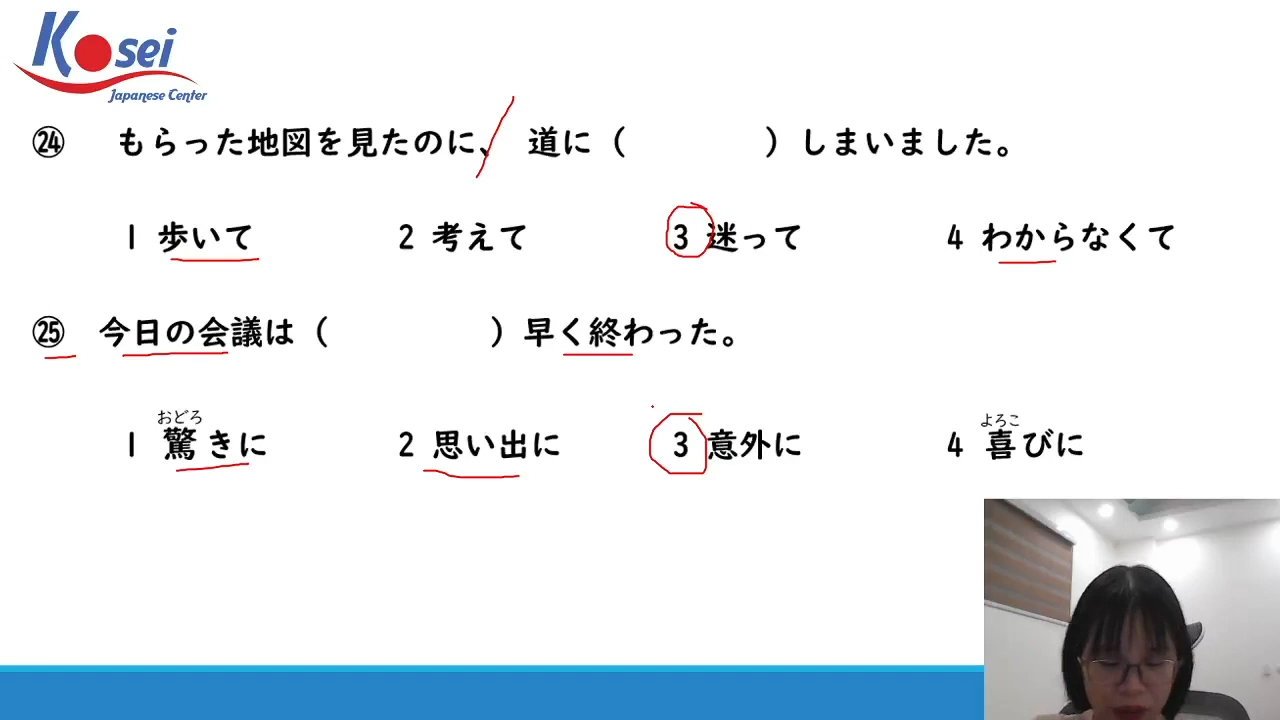 Kosei
Japanese Center
㉔ もらった地図を見たのに、 道に（ ）しまいました。
1 歩いて 2 考えて 3 迷って 4 わからなくて
㉕ 今日の会議は（ ）早く終わった。
おどろ よろこ
1 驚きに 2 思い出に 3 意外に 4 喜びに